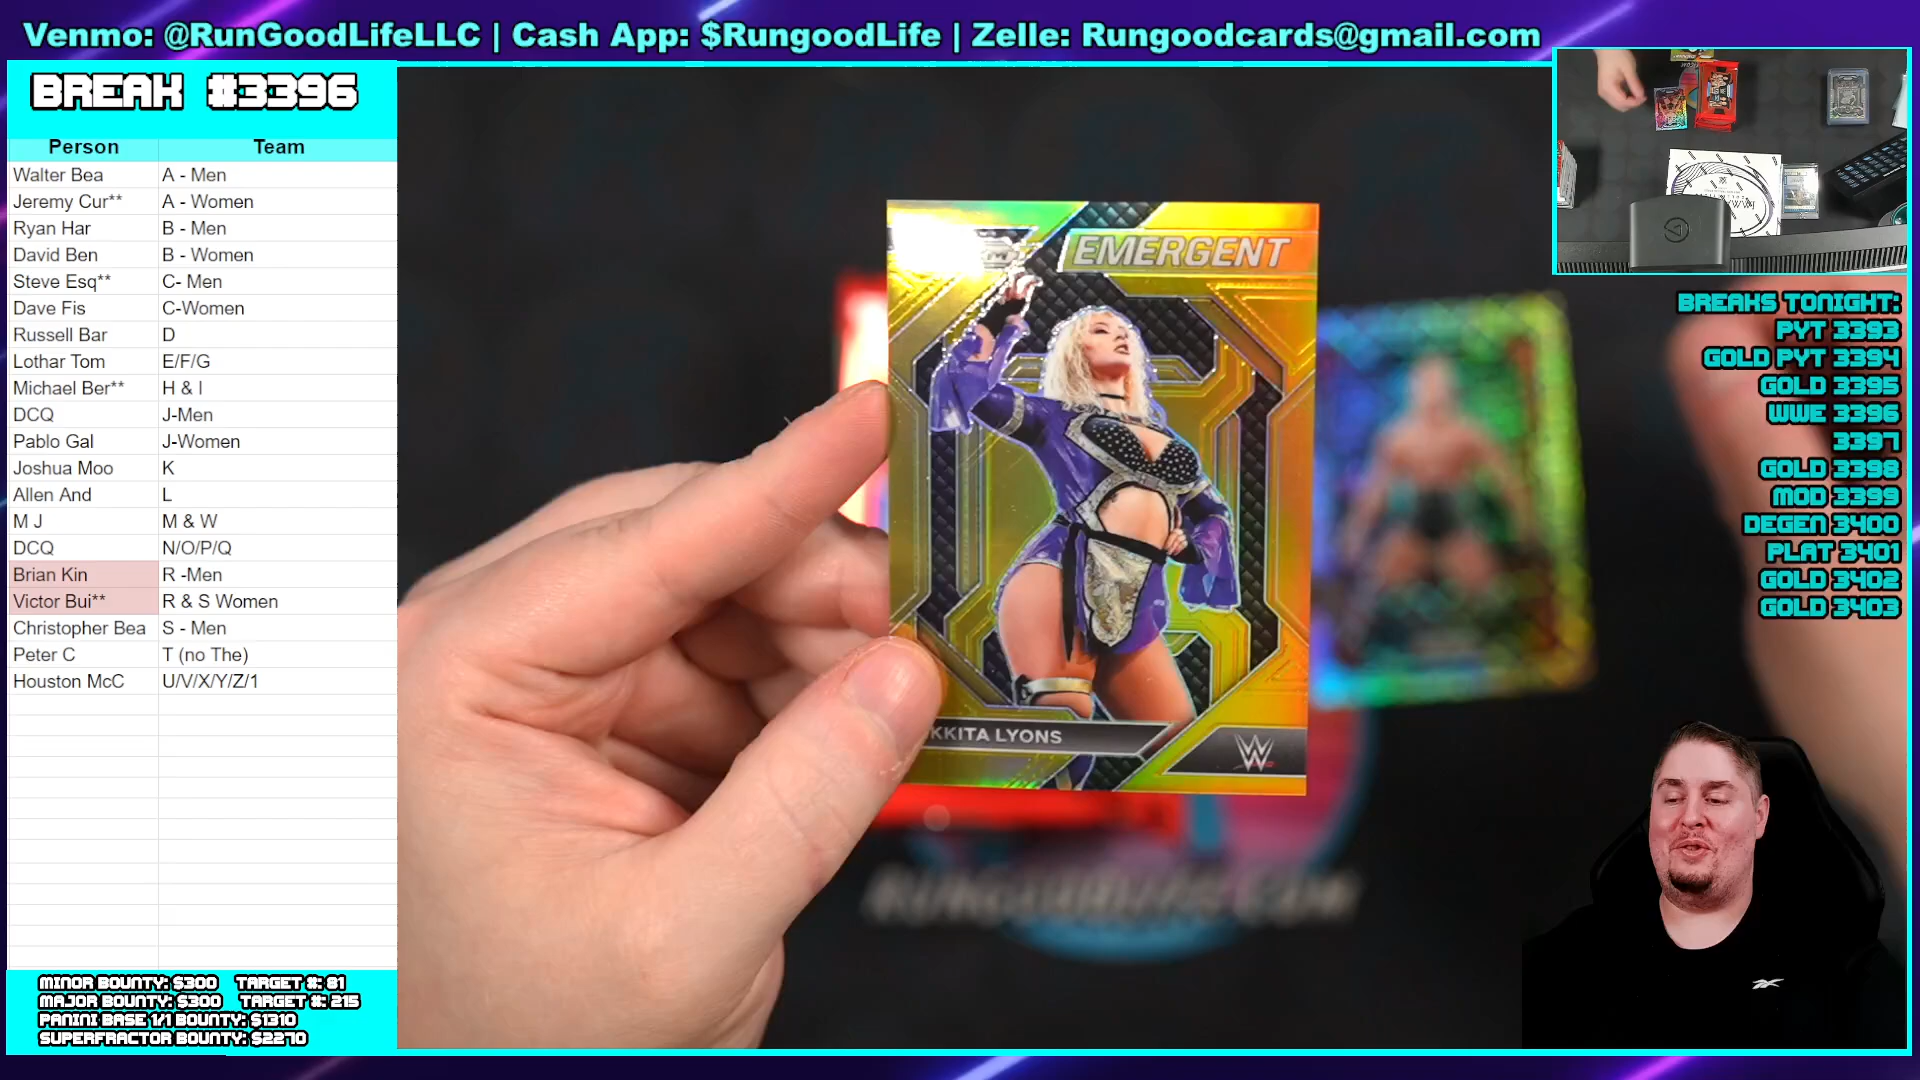 Venmo: @RunGoodLifeLLC | Cash App: $RungoodLife | Zelle: Rungoodcards@gmail.com
BREAK #3396
Person Team
Walter Bea A - Men
Jeremy Cur** A - Women
Ryan Har B - Men
David Ben B - Women
Steve Esq** C- Men
Dave Fis C-Women
Russell Bar D
Lothar Tom E/F/G
Michael Ber** H & I
DCQ J-Men
Pablo Gal J-Women
Joshua Moo K
Allen And L
M J M & W
DCQ N/O/P/Q
Brian Kin R -Men
Victor Bui** R & S Women
Christopher Bea S - Men
Peter C T (no The)
Houston McC U/V/X/Y/Z/1
MINOR BOUNTY: $300 TARGET #: 81
MAJOR BOUNTY: $300 TARGET #: 215
PANINI BASE 1/1 BOUNTY: $1310
SUPERFRACTOR BOUNTY: $2270
EMERGENT
KKITA LYONS
W
BREAKS TONIGHT:
PYT 3393
GOLD PYT 3394
GOLD 3395
WWE 3396
3397
GOLD 3398
MOD 3399
DEGEN 3400
PLAT 3401
GOLD 3402
GOLD 3403